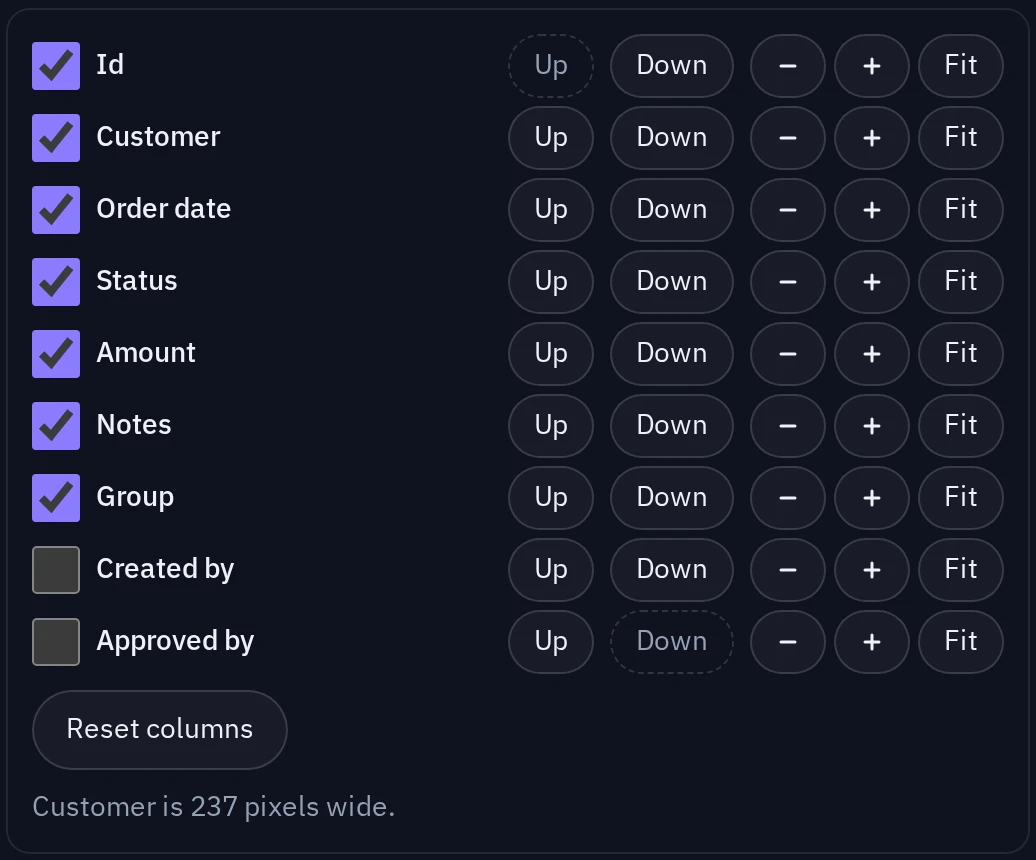 Id Up Down − + Fit
Customer Up Down − + Fit
Order date Up Down − + Fit
Status Up Down − + Fit
Amount Up Down − + Fit
Notes Up Down − + Fit
Group Up Down − + Fit
Created by Up Down − + Fit
Approved by Up Down − + Fit
Reset columns
Customer is 237 pixels wide.